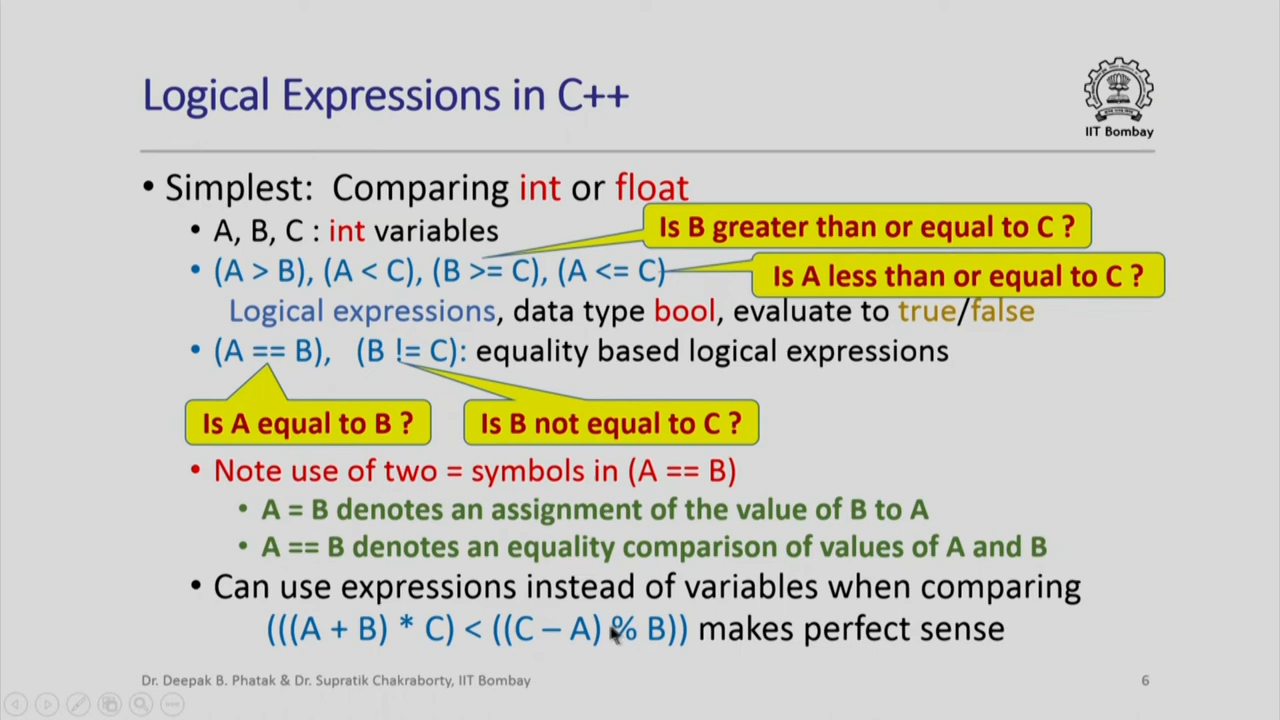 Logical Expressions in C++
IIT Bombay
• Simplest: Comparing int or float
• A, B, C : int variables
Is B greater than or equal to C ?
• (A > B), (A < C), (B >= C), (A <= C)
Is A less than or equal to C ?
Logical expressions, data type bool, evaluate to true/false
• (A == B), (B != C): equality based logical expressions
Is A equal to B ?
Is B not equal to C ?
• Note use of two = symbols in (A == B)
• A = B denotes an assignment of the value of B to A
• A == B denotes an equality comparison of values of A and B
• Can use expressions instead of variables when comparing
(((A + B) * C) < ((C – A) % B)) makes perfect sense
Dr. Deepak B. Phatak & Dr. Supratik Chakraborty, IIT Bombay
6